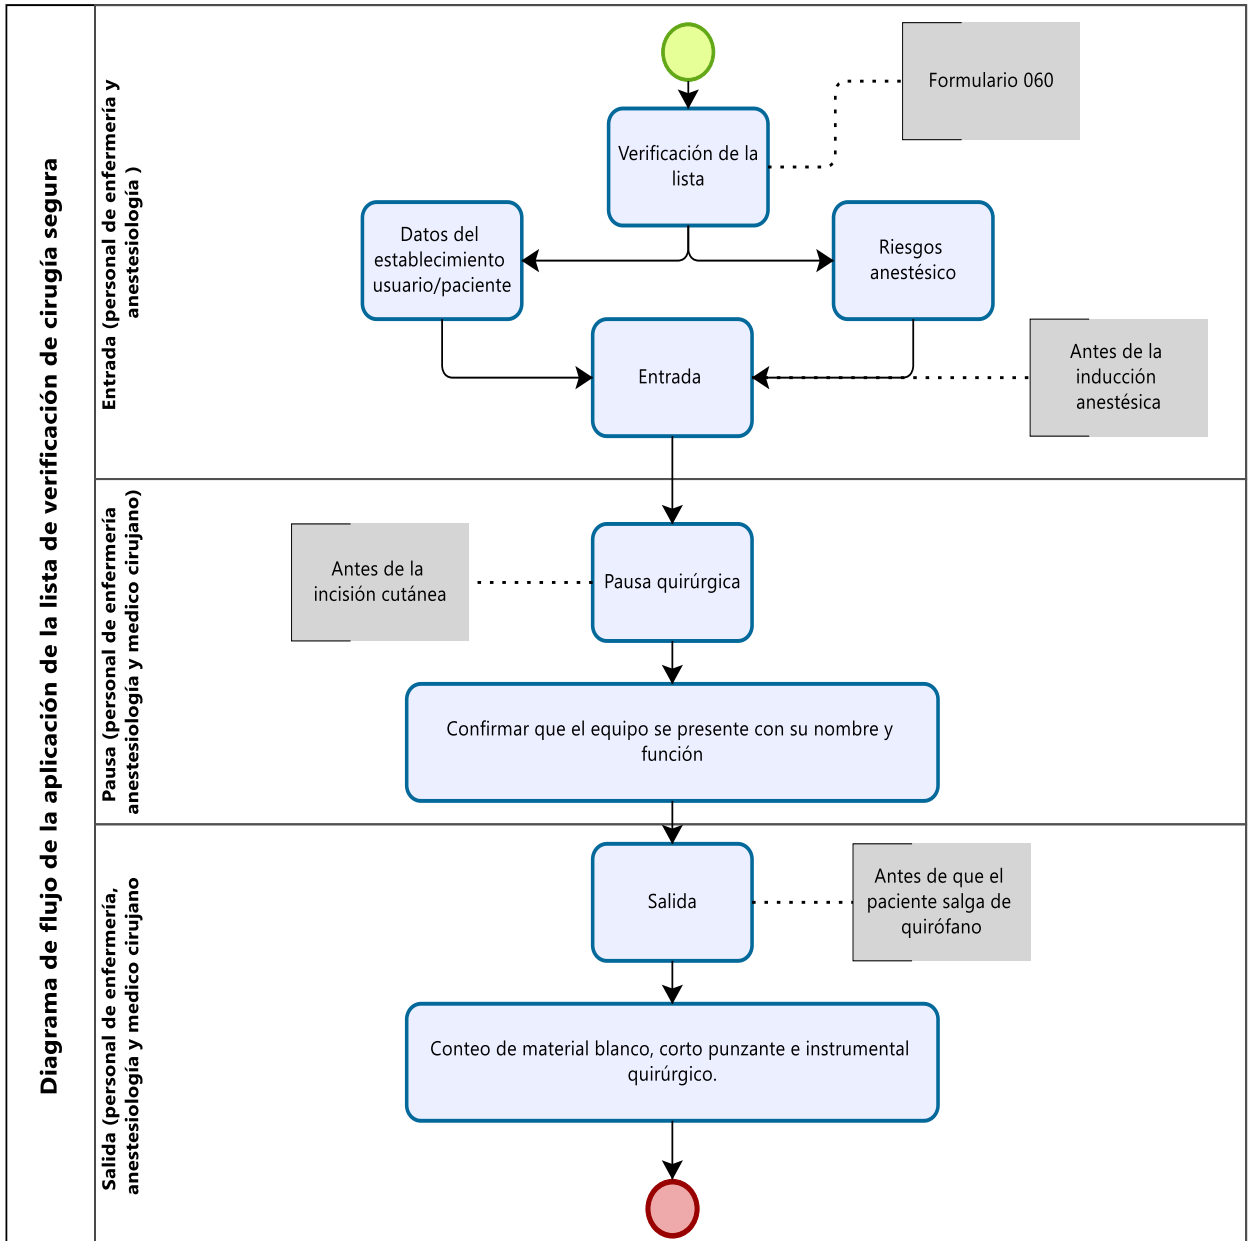 Diagrama de flujo de la aplicación de la lista de verificación de cirugía segura
Entrada (personal de enfermería y
anestesiología )
Formulario 060
Verificación de la
lista
Datos del
establecimiento
usuario/paciente
Riesgos
anestésico
Entrada
Antes de la
inducción
anestésica
Pausa (personal de enfermería
anestesiología y medico cirujano)
Antes de la
incisión cutánea
Pausa quirúrgica
Confirmar que el equipo se presente con su nombre y
función
Salida (personal de enfermería,
anestesiología y medico cirujano
Salida
Antes de que el
paciente salga de
quirófano
Conteo de material blanco, corto punzante e instrumental
quirúrgico.